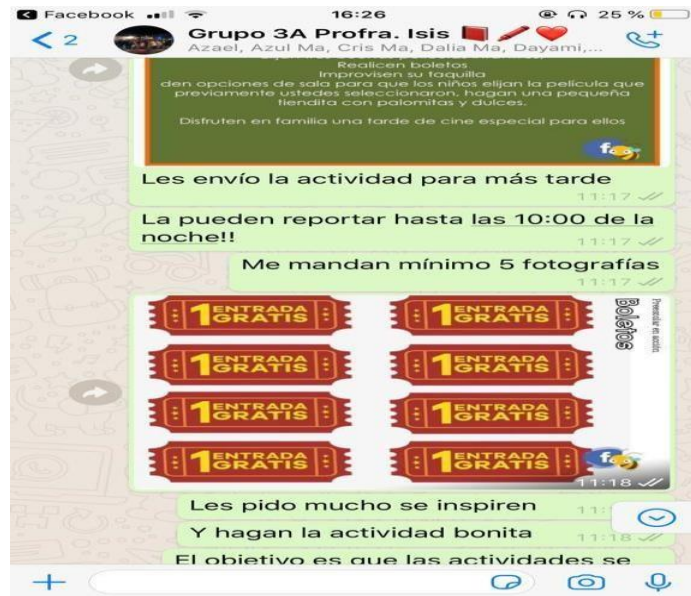 Facebook 16:26 25 %
2 Grupo 3A Profra. Isis
Azael, Azul Ma, Cris Ma, Dalia Ma, Dayami,...
Realicen boletos
Improvisen su taquilla
den opciones de sala para que los niños elijan la película que
previamente ustedes seleccionaron, hagan una pequeña
tiendita con palomitas y dulces.
Disfruten en familia una tarde de cine especial para ellos
Les envío la actividad para más tarde
11:17
La pueden reportar hasta las 10:00 de la
noche!!
11:17
Me mandan mínimo 5 fotografías
11:17
1 ENTRADA GRATIS 1 ENTRADA GRATIS
1 ENTRADA GRATIS 1 ENTRADA GRATIS
1 ENTRADA GRATIS 1 ENTRADA GRATIS
1 ENTRADA GRATIS 1 ENTRADA GRATIS
Preescolar en acción.
Boletos
11:18
Les pido mucho se inspiren
Y hagan la actividad bonita 11:18
El objetivo es que las actividades se